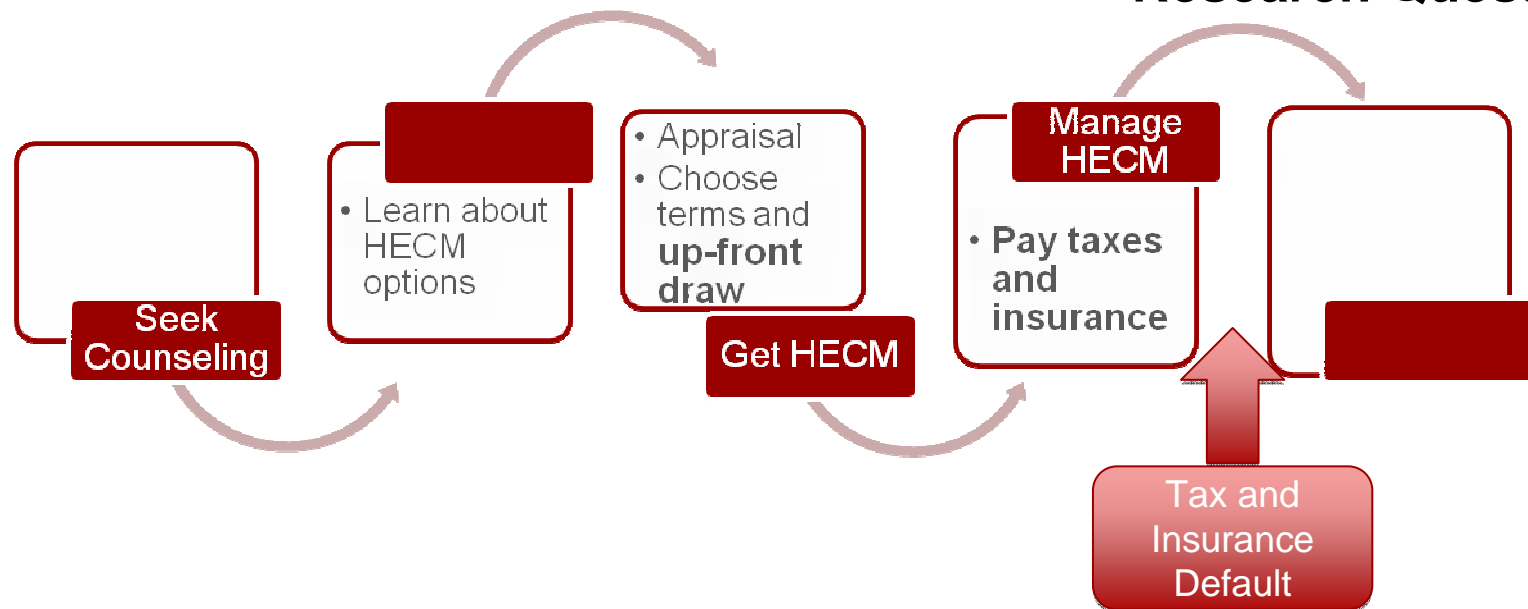 Seek
Counseling
• Learn about
HECM
options
• Appraisal
• Choose
terms and
up-front
draw
Get HECM
Manage
HECM
• Pay taxes
and
insurance
Tax and
Insurance
Default